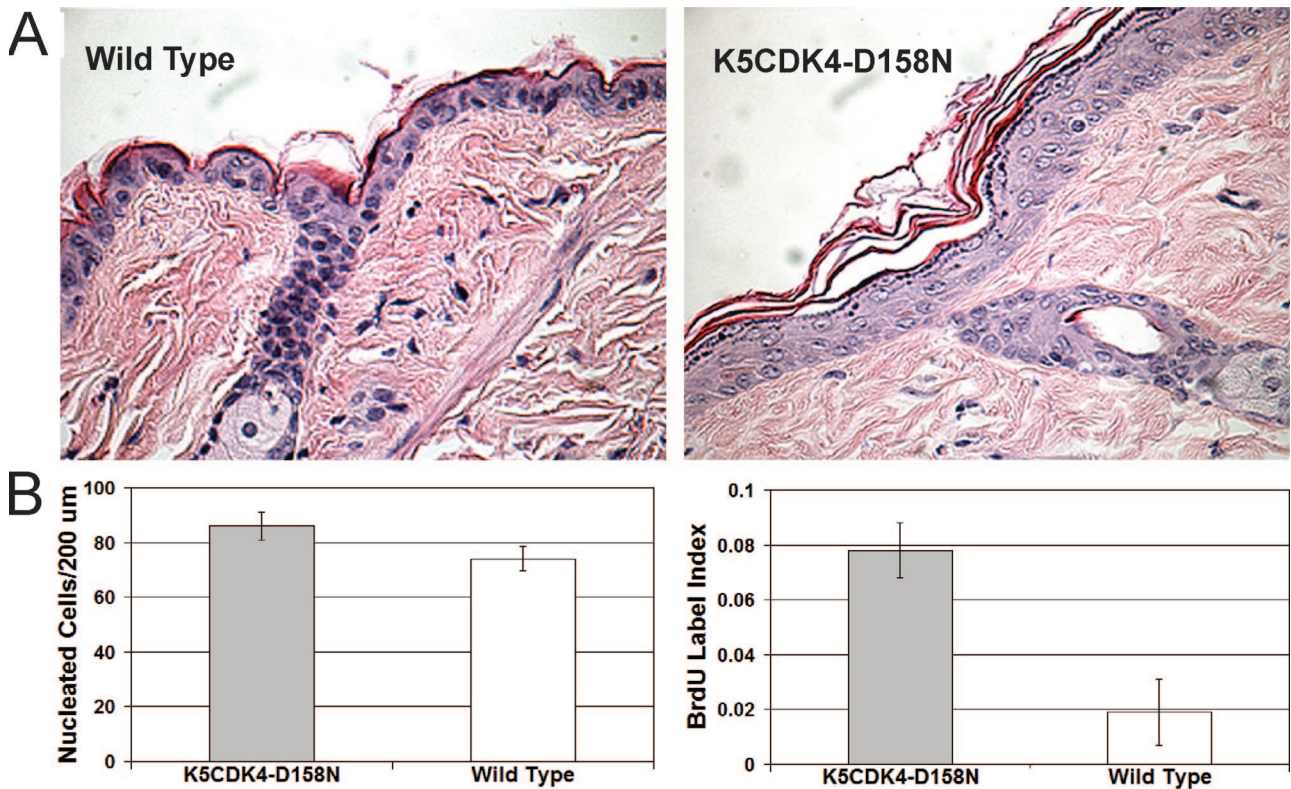 A
Wild Type
K5CDK4-D158N
B
Nucleated Cells/200 um
100
80
60
40
20
0
K5CDK4-D158N
Wild Type
BrdU Label Index
0.1
0.08
0.06
0.04
0.02
0
K5CDK4-D158N
Wild Type